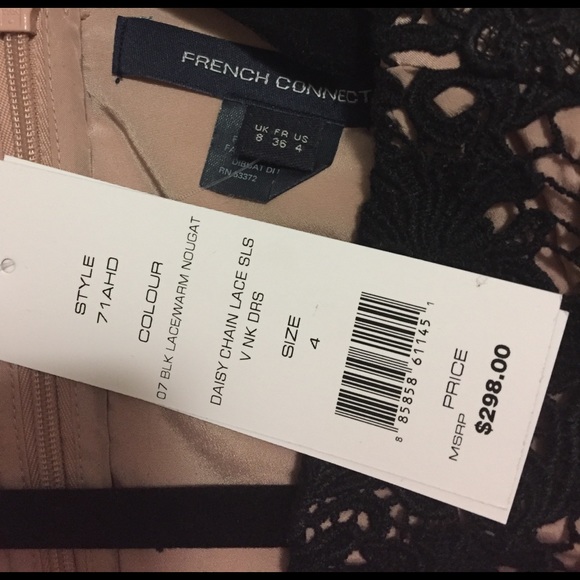 FRENCH CONNECT
UK FR US
8 36 4
RN 53372
STYLE
71AHD
COLOUR
07 BLK LACE/WARM NOUGAT
DAISY CHAIN LACE SLS
V NK DRS
SIZE
4
8 85858 61145 1
MSRP PRICE
$298.00